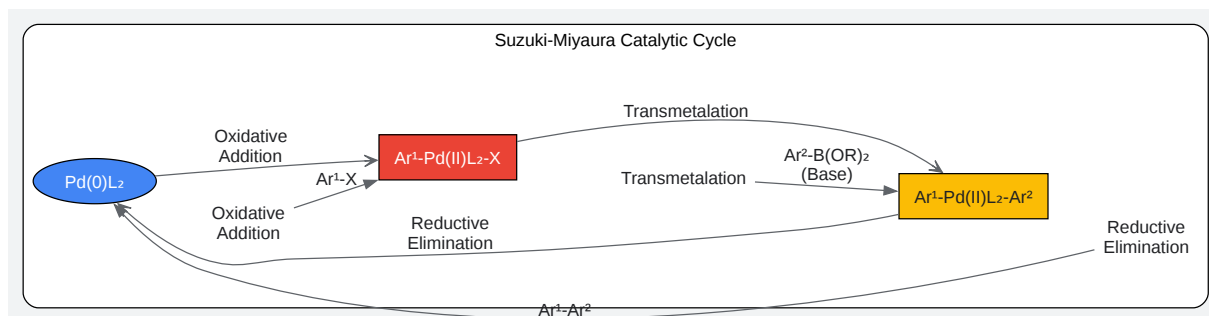 Suzuki-Miyaura Catalytic Cycle
Pd(0)L₂
Oxidative
Addition
Ar¹-X
Oxidative
Addition
Ar¹-Pd(II)L₂-X
Transmetalation
Transmetalation
Ar²-B(OR)₂
(Base)
Ar¹-Pd(II)L₂-Ar²
Reductive
Elimination
Reductive
Elimination
Ar¹-Ar²